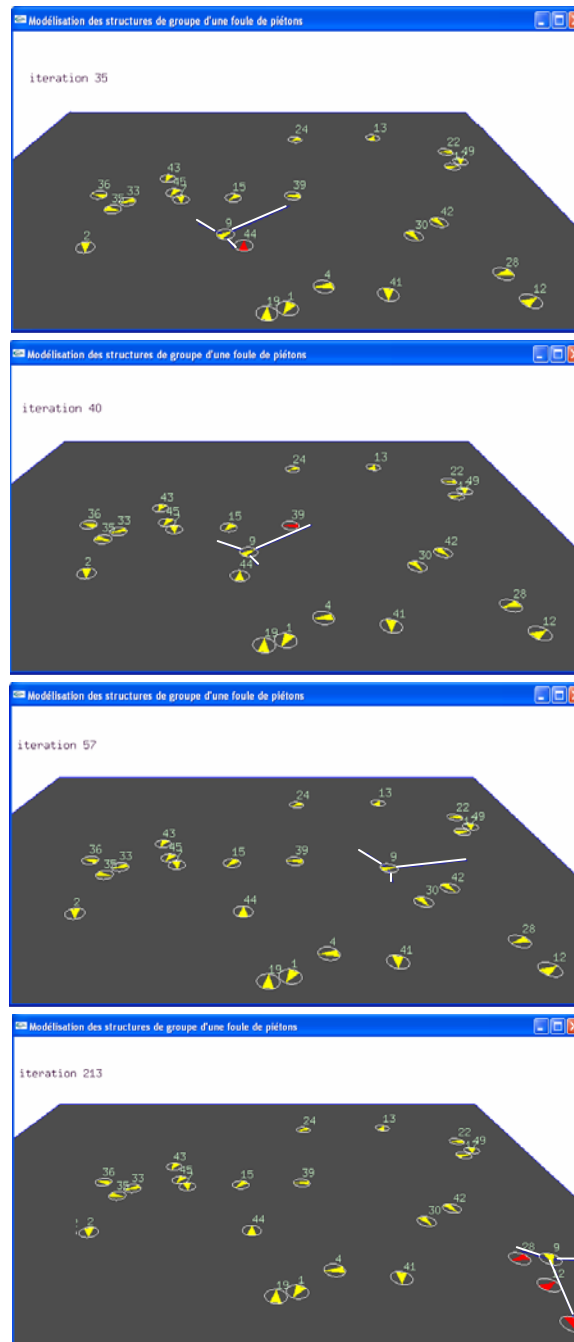 Modélisation des structures de groupe d'une foule de piétons
iteration 35
24 13
22
49
43
36 45
35 33 7 15 39
9 42
2 44 30
28
4 41 12
19 1
Modélisation des structures de groupe d'une foule de piétons
iteration 40
24 13
22
49
43
36 45 39
35 33 15
9 42
2 44 30
28
4 41 12
19 1
Modélisation des structures de groupe d'une foule de piétons
iteration 57
24 13
22
49
43
36 45 39 9
35 33 15
42
2 44 30
28
4 41 12
19 1
Modélisation des structures de groupe d'une foule de piétons
iteration 213
24 13
22
49
43
36 45 39
35 33 15
42
2 44 30
28 9
4 41 2
19 1